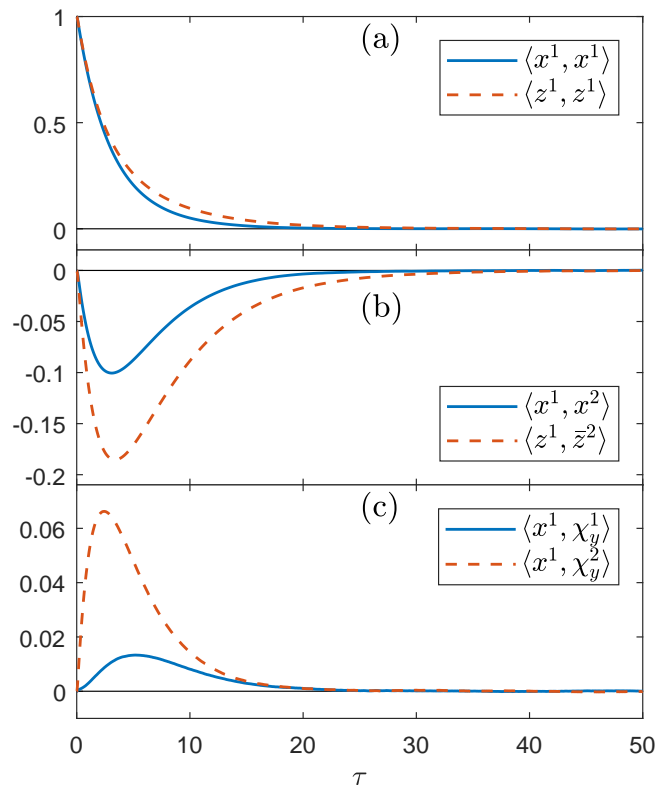 1
(a)
⟨x¹, x¹⟩
⟨z¹, z¹⟩
0.5
0
0
(b)
-0.05
-0.1
⟨x¹, x²⟩
-0.15
⟨z¹, z̄²⟩
-0.2
(c)
0.06
⟨x¹, χ¹_y⟩
⟨x¹, χ²_y⟩
0.04
0.02
0
0 10 20 30 40 50
τ